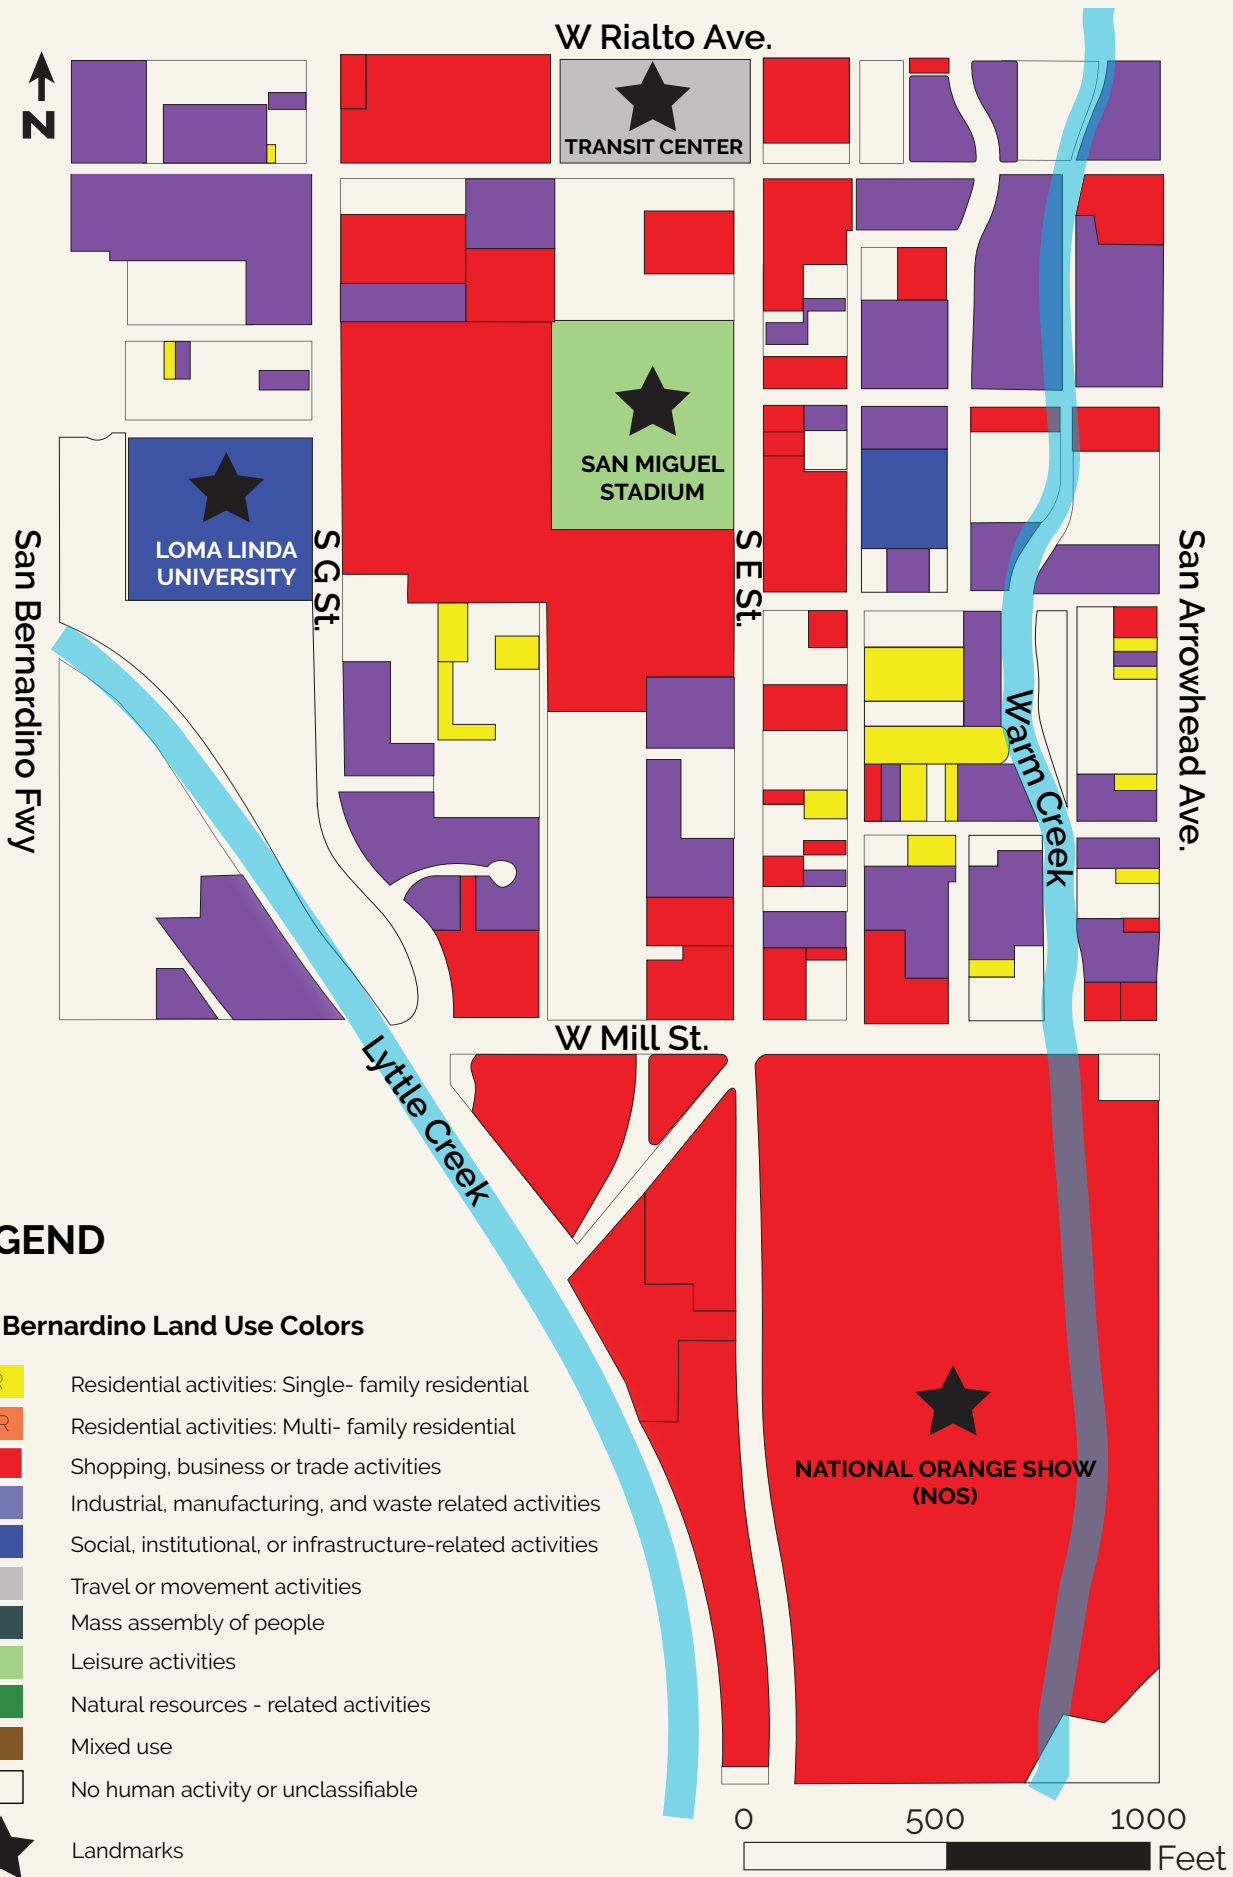 W Rialto Ave.
N
TRANSIT CENTER
SAN MIGUEL
STADIUM
LOMA LINDA
UNIVERSITY
San Bernardino Fwy
S G St.
S E St.
San Arrowhead Ave.
Warm Creek
W Mill St.
Lyttle Creek
GEND
Bernardino Land Use Colors
R
Residential activities: Single- family residential
R
Residential activities: Multi- family residential
Shopping, business or trade activities
Industrial, manufacturing, and waste related activities
Social, institutional, or infrastructure-related activities
Travel or movement activities
Mass assembly of people
Leisure activities
Natural resources - related activities
Mixed use
No human activity or unclassifiable
Landmarks
NATIONAL ORANGE SHOW
(NOS)
0 500 1000
Feet